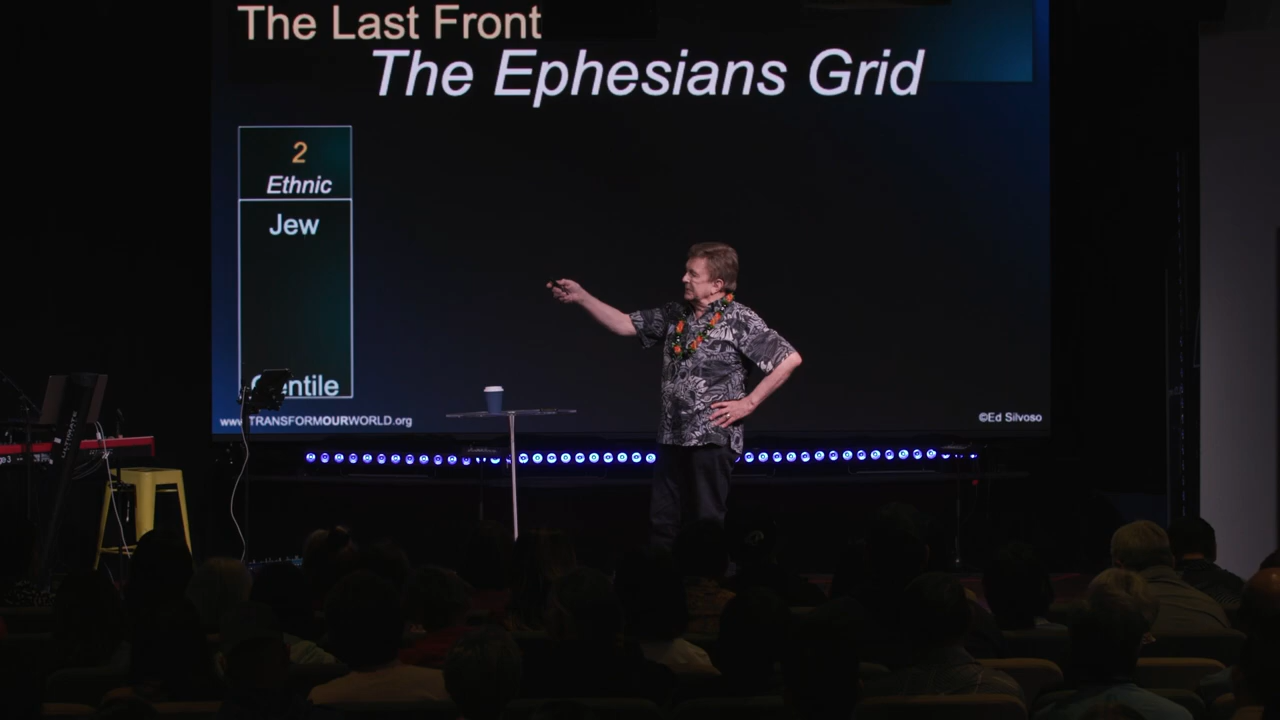 The Last Front
The Ephesians Grid
2
Ethnic
Jew
Gentile
www.TRANSFORMOURWORLD.org
©Ed Silvoso